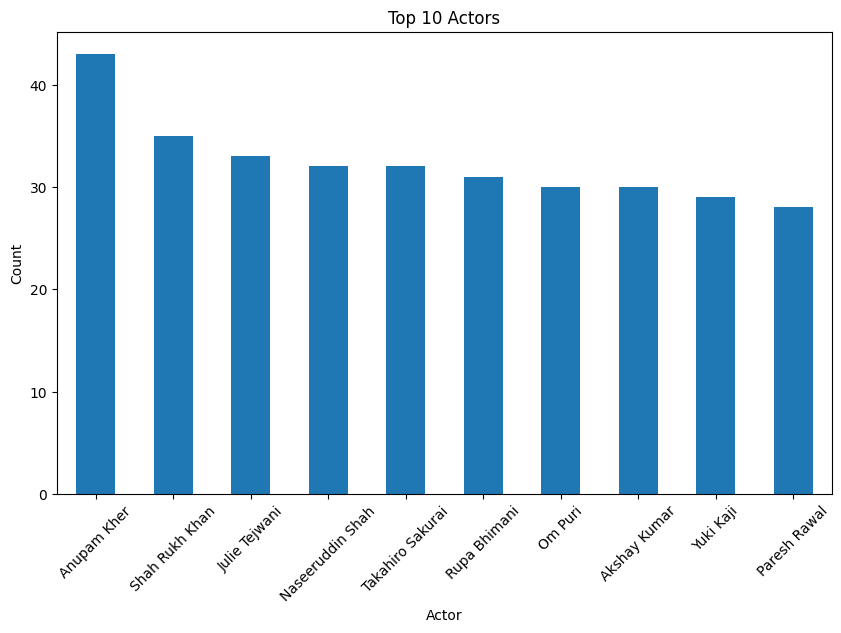 Top 10 Actors
Count
40
30
20
10
0
Anupam Kher
Shah Rukh Khan
Julie Tejwani
Naseeruddin Shah
Takahiro Sakurai
Rupa Bhimani
Om Puri
Akshay Kumar
Yuki Kaji
Paresh Rawal
Actor